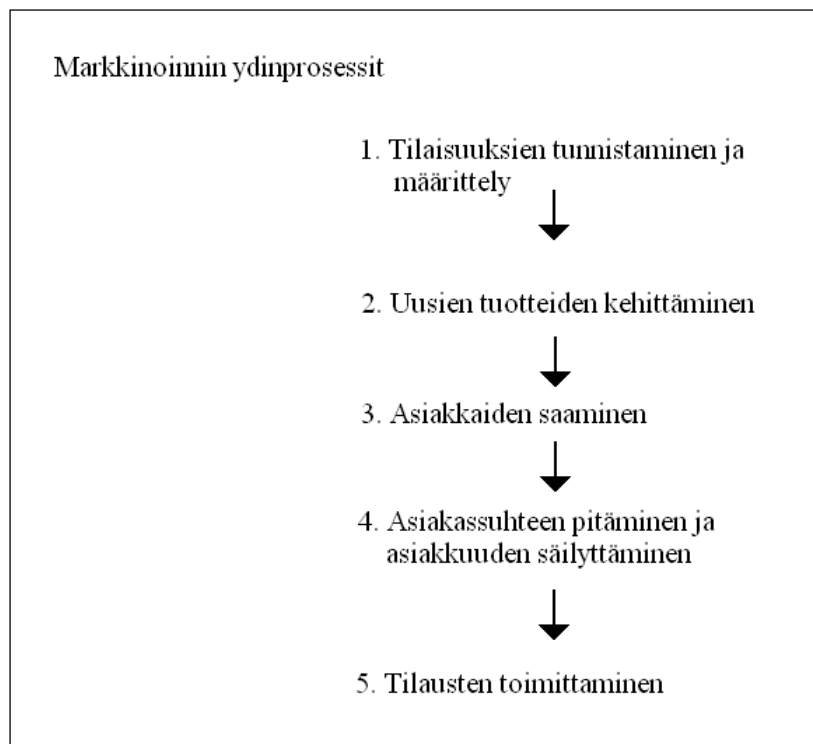 Markkinoinnin ydinprosessit
1. Tilaisuuksien tunnistaminen ja
määrittely
2. Uusien tuotteiden kehittäminen
3. Asiakkaiden saaminen
4. Asiakassuhteen pitäminen ja
asiakkuuden säilyttäminen
5. Tilausten toimittaminen